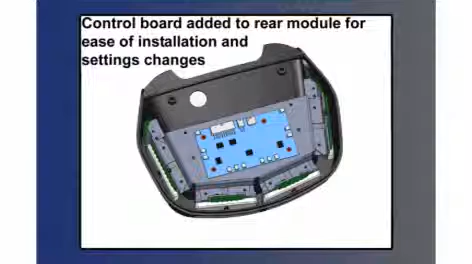 Control board added to rear module for
ease of installation and
settings changes